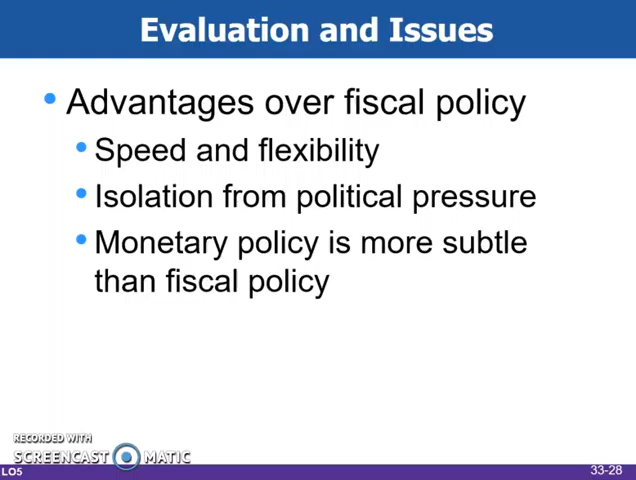 Evaluation and Issues
• Advantages over fiscal policy
• Speed and flexibility
• Isolation from political pressure
• Monetary policy is more subtle
than fiscal policy
RECORDED WITH
SCREENCAST MATIC
LO5
33-28